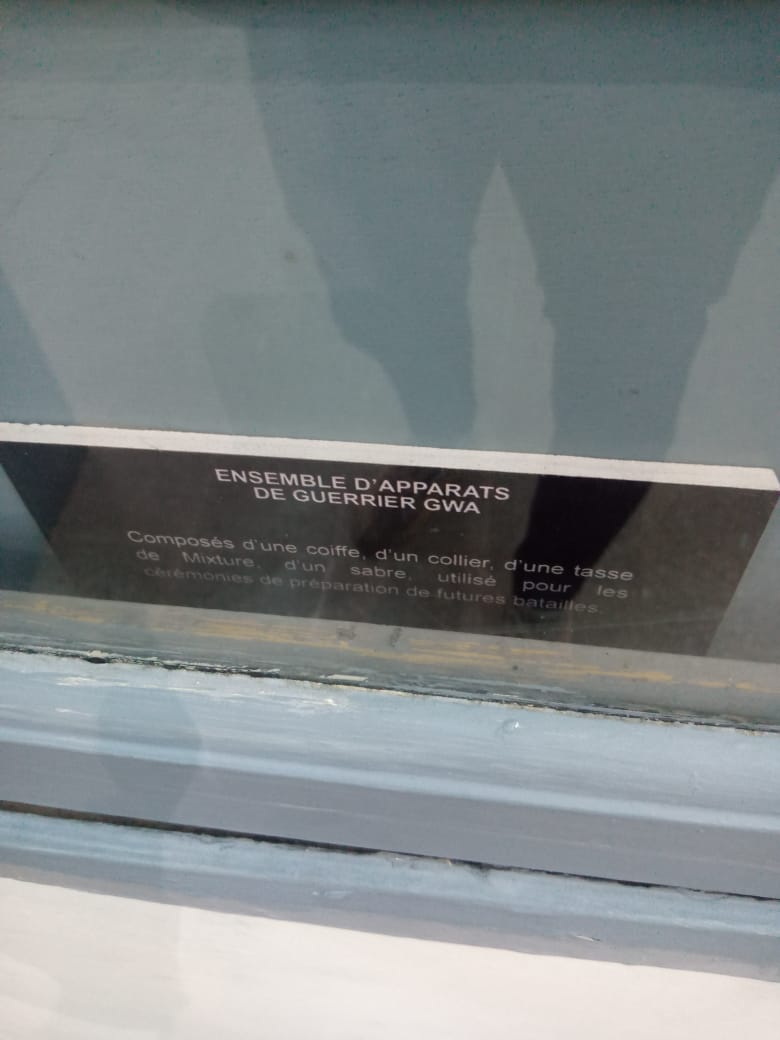 ENSEMBLE D'APPARATS
DE GUERRIER GWA
Composés d'une coiffe, d'un collier, d'une tasse
de Mixture, d'un sabre, utilisé pour les
cérémonies de préparation de futures batailles.